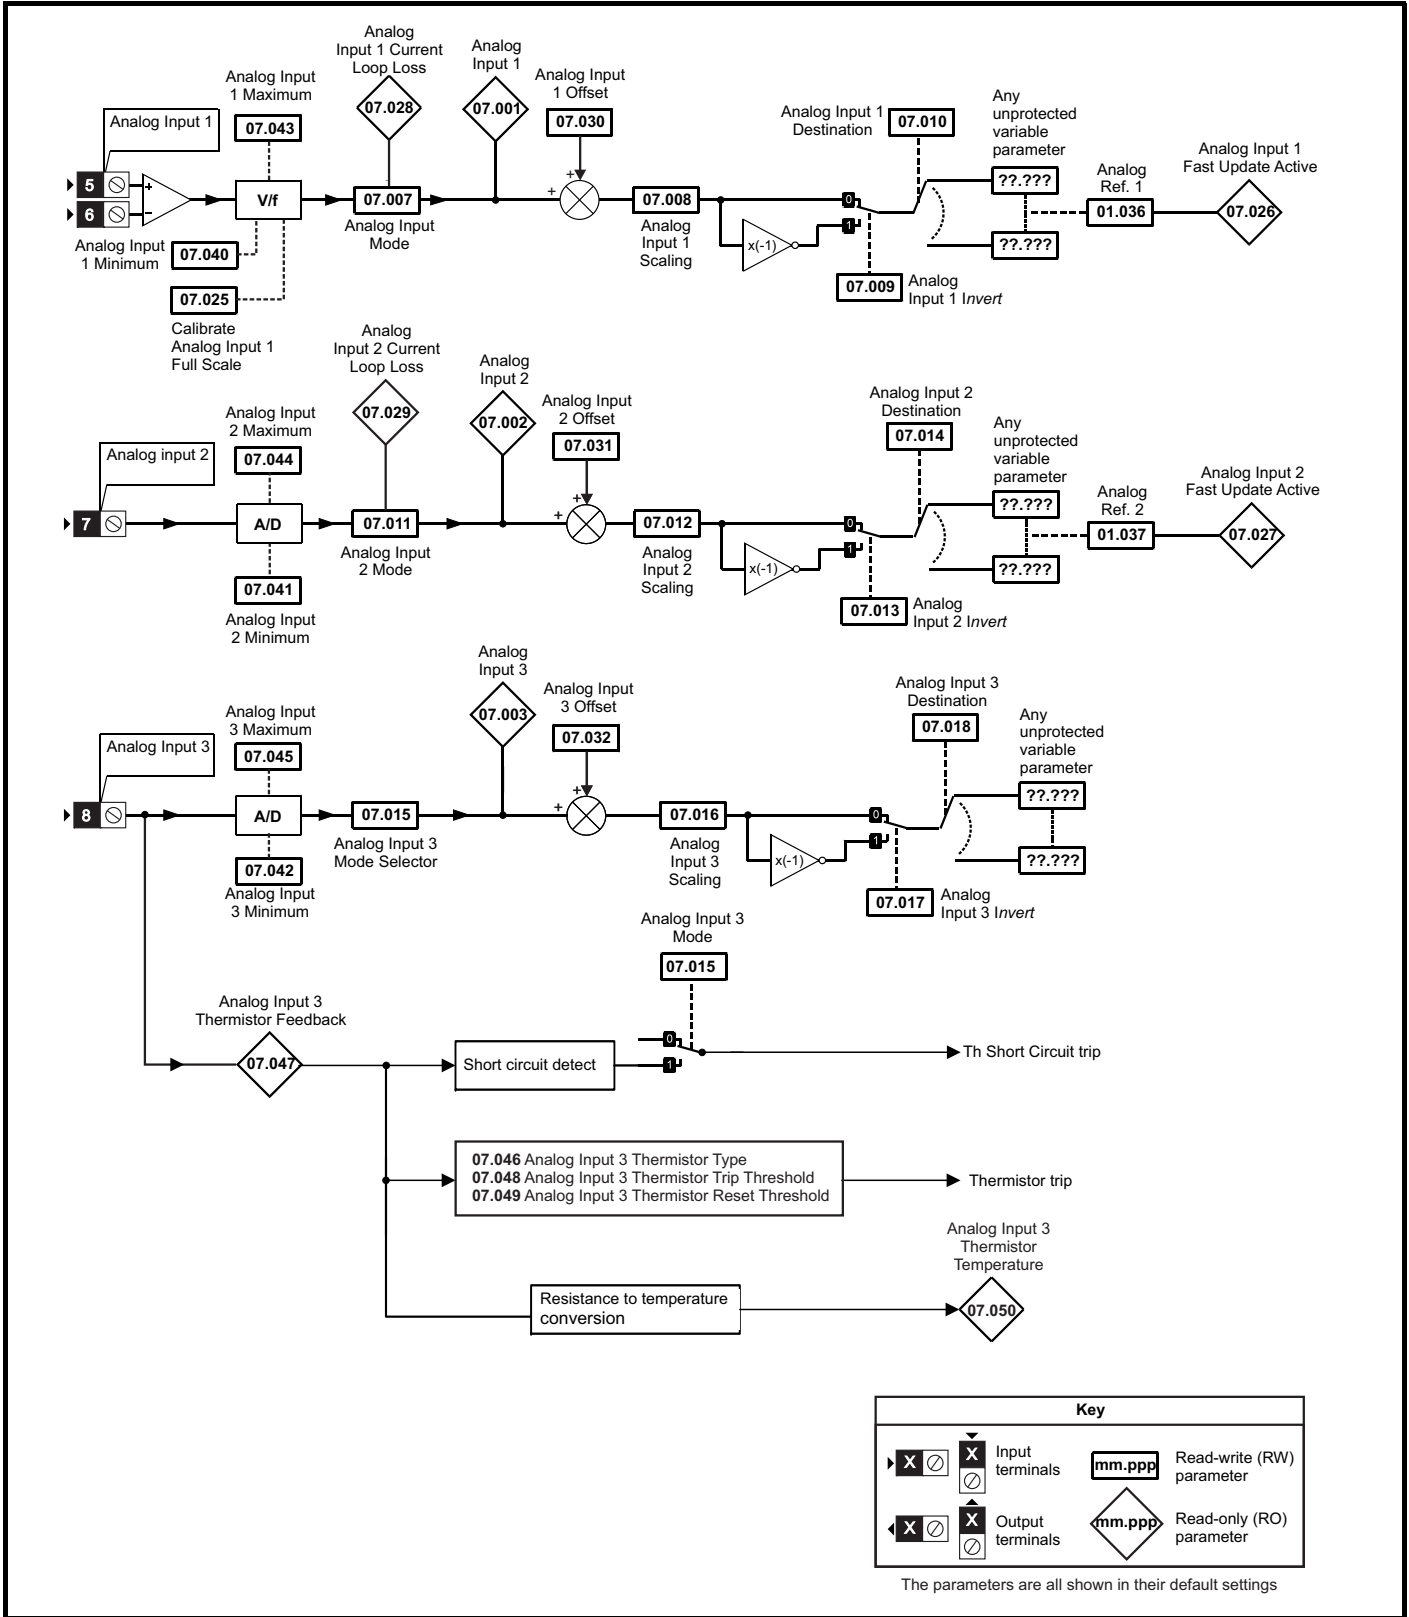 Analog
Input 1 Current
Loop Loss
07.028
Analog
Input 1
07.001
Analog Input
1 Maximum
07.043
Analog Input
1 Offset
07.030
Analog Input 1
5
6
+
−
V/f
07.007
Analog Input
Mode
Analog Input
1 Minimum
07.040
07.025
Calibrate
Analog Input 1
Full Scale
+
+
07.008
Analog
Input 1
Scaling
x(-1)
0
1
Analog Input 1
Destination
07.010
07.009
Analog
Input 1 Invert
Any
unprotected
variable
parameter
??.???
??.???
Analog
Ref. 1
01.036
Analog Input 1
Fast Update Active
07.026
Analog
Input 2 Current
Loop Loss
07.029
Analog
Input 2
07.002
Analog Input
2 Maximum
07.044
Analog Input
2 Offset
07.031
Analog input 2
7
A/D
07.011
Analog Input
2 Mode
07.041
Analog Input
2 Minimum
+
+
07.012
Analog
Input 2
Scaling
x(-1)
0
1
Analog Input 2
Destination
07.014
07.013
Analog
Input 2 Invert
Any
unprotected
variable
parameter
??.???
??.???
Analog
Ref. 2
01.037
Analog Input 2
Fast Update Active
07.027
Analog
Input 3
07.003
Analog Input
3 Maximum
07.045
Analog Input
3 Offset
07.032
Analog Input 3
8
A/D
07.015
Analog Input 3
Mode Selector
07.042
Analog Input
3 Minimum
+
+
07.016
Analog
Input 3
Scaling
x(-1)
0
1
Analog Input 3
Destination
07.018
07.017
Analog
Input 3 Invert
Any
unprotected
variable
parameter
??.???
??.???
Analog Input 3
Mode
07.015
Analog Input 3
Thermistor Feedback
07.047
Short circuit detect
0
1
Th Short Circuit trip
07.046 Analog Input 3 Thermistor Type
07.048 Analog Input 3 Thermistor Trip Threshold
07.049 Analog Input 3 Thermistor Reset Threshold
Thermistor trip
Analog Input 3
Thermistor
Temperature
07.050
Resistance to temperature
conversion
Key
X
X
Input
terminals
mm.ppp
Read-write (RW)
parameter
X
X
Output
terminals
mm.ppp
Read-only (RO)
parameter
The parameters are all shown in their default settings